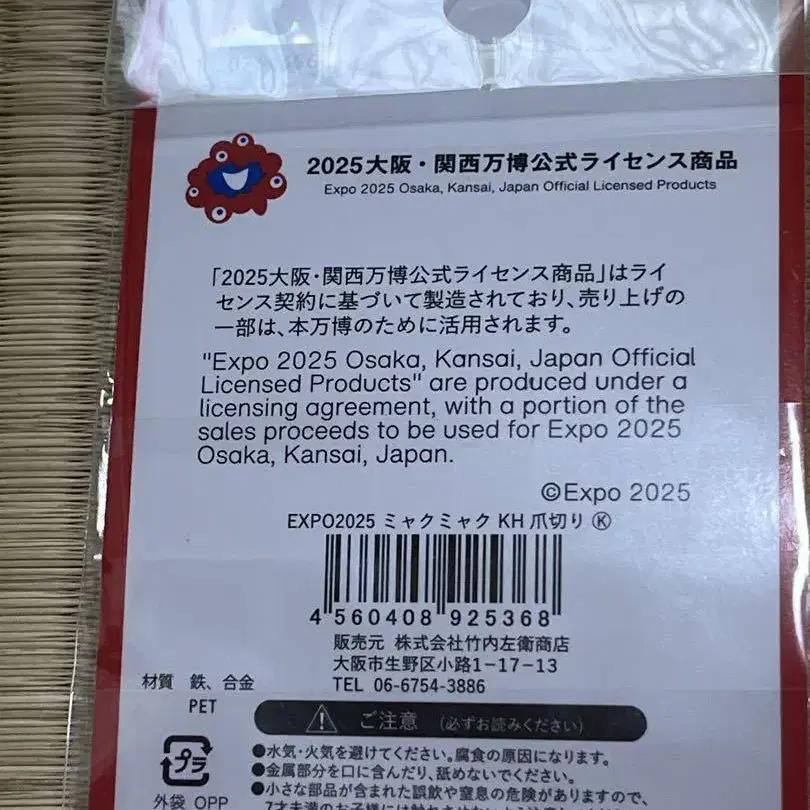 2025大阪・関西万博公式ライセンス商品
Expo 2025 Osaka, Kansai, Japan Official Licensed Products
「2025大阪・関西万博公式ライセンス商品」はライ
センス契約に基づいて製造されており、売り上げの
一部は、本万博のために活用されます。
"Expo 2025 Osaka, Kansai, Japan Official
Licensed Products" are produced under a
licensing agreement, with a portion of the
sales proceeds to be used for Expo 2025
Osaka, Kansai, Japan.
©Expo 2025
EXPO2025 ミャクミャク KH 爪切り Ⓚ
4 560408 925368
販売元 株式会社竹内左衛商店
大阪市生野区小路1-17-13
TEL 06-6754-3886
材質 鉄、合金
PET
ご注意 (必ずお読みください)
●水気・火気を避けてください。腐食の原因になります。
●金属部分を口に含んだり、舐めないでください。
●小さな部品が含まれた誤飲や窒息の危険がありますので、
プラ
外袋 OPP
7才未満のお子様には